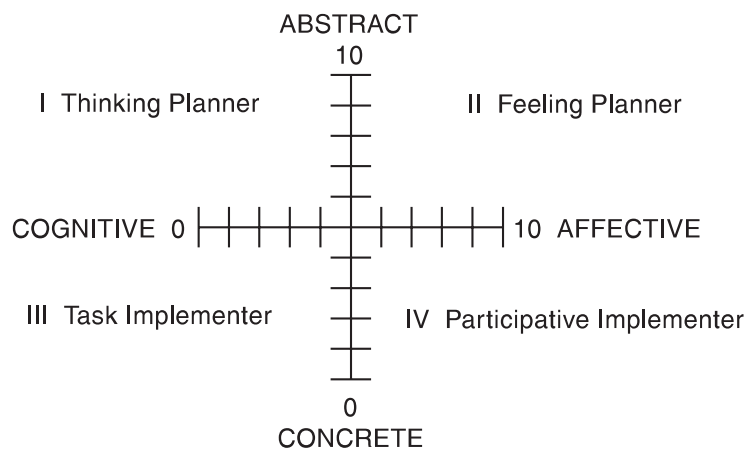 ABSTRACT
10
I Thinking Planner
II Feeling Planner
COGNITIVE 0
10 AFFECTIVE
III Task Implementer
IV Participative Implementer
0
CONCRETE